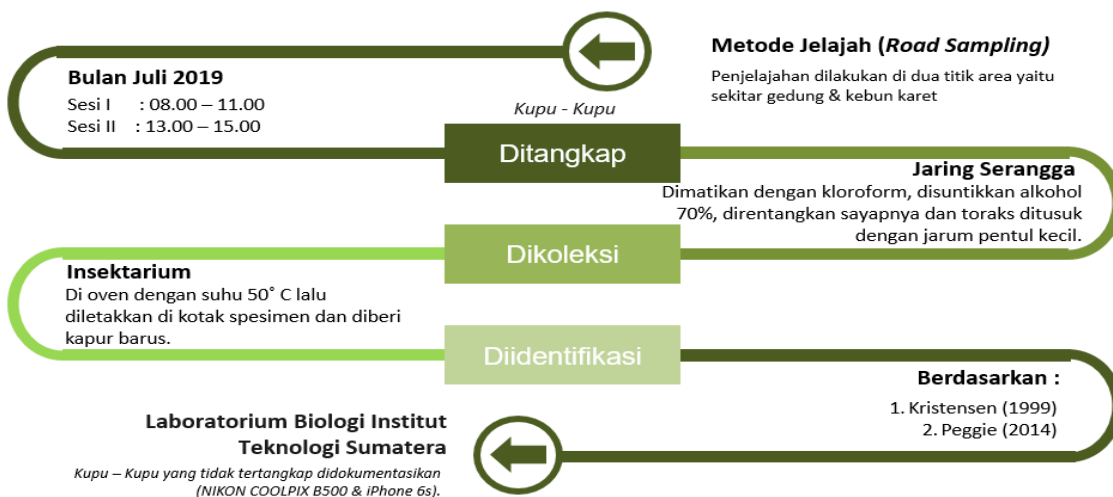 Metode Jelajah (Road Sampling)
Penjelajahan dilakukan di dua titik area yaitu
sekitar gedung & kebun karet
Bulan Juli 2019
Sesi I : 08.00 – 11.00
Sesi II : 13.00 – 15.00
Kupu - Kupu
Ditangkap
Jaring Serangga
Dimatikan dengan kloroform, disuntikkan alkohol
70%, direntangkan sayapnya dan toraks ditusuk
dengan jarum pentul kecil.
Dikoleksi
Insektarium
Di oven dengan suhu 50˚ C lalu
diletakkan di kotak spesimen dan diberi
kapur barus.
Diidentifikasi
Berdasarkan :
1. Kristensen (1999)
2. Peggie (2014)
Laboratorium Biologi Institut
Teknologi Sumatera
Kupu – Kupu yang tidak tertangkap didokumentasikan
(NIKON COOLPIX B500 & iPhone 6s).